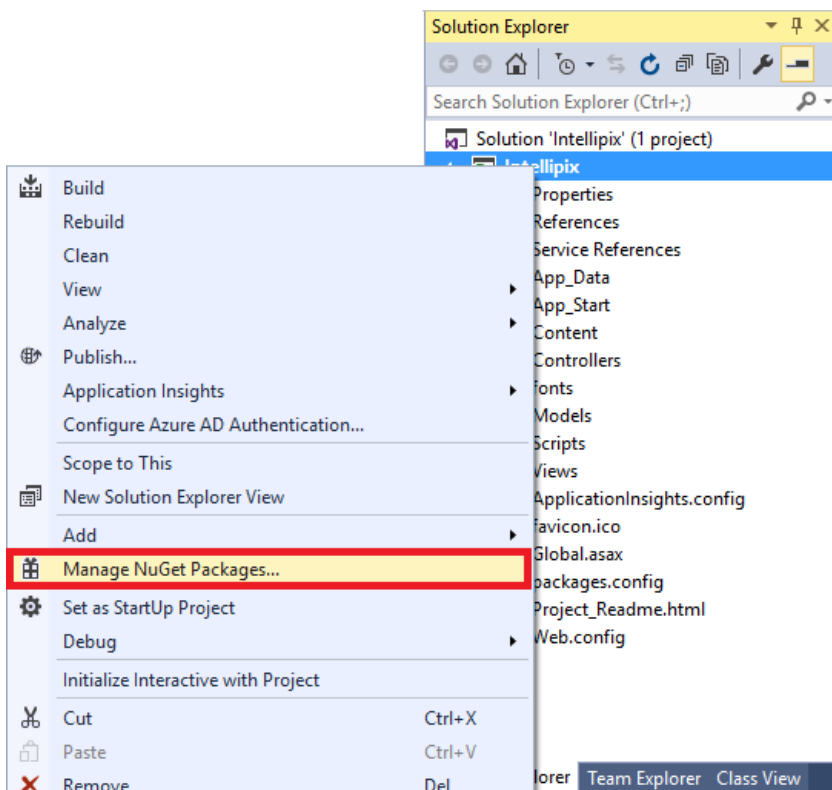 Solution Explorer
Search Solution Explorer (Ctrl+;)
Solution 'Intellipix' (1 project)
Intellipix
Properties
References
Service References
App_Data
App_Start
Content
Controllers
fonts
Models
Scripts
Views
ApplicationInsights.config
favicon.ico
Global.asax
packages.config
Project_Readme.html
Web.config
lorer Team Explorer Class View
Build
Rebuild
Clean
View
Analyze
Publish...
Application Insights
Configure Azure AD Authentication...
Scope to This
New Solution Explorer View
Add
Manage NuGet Packages...
Set as StartUp Project
Debug
Initialize Interactive with Project
Cut Ctrl+X
Paste Ctrl+V
Remove Del